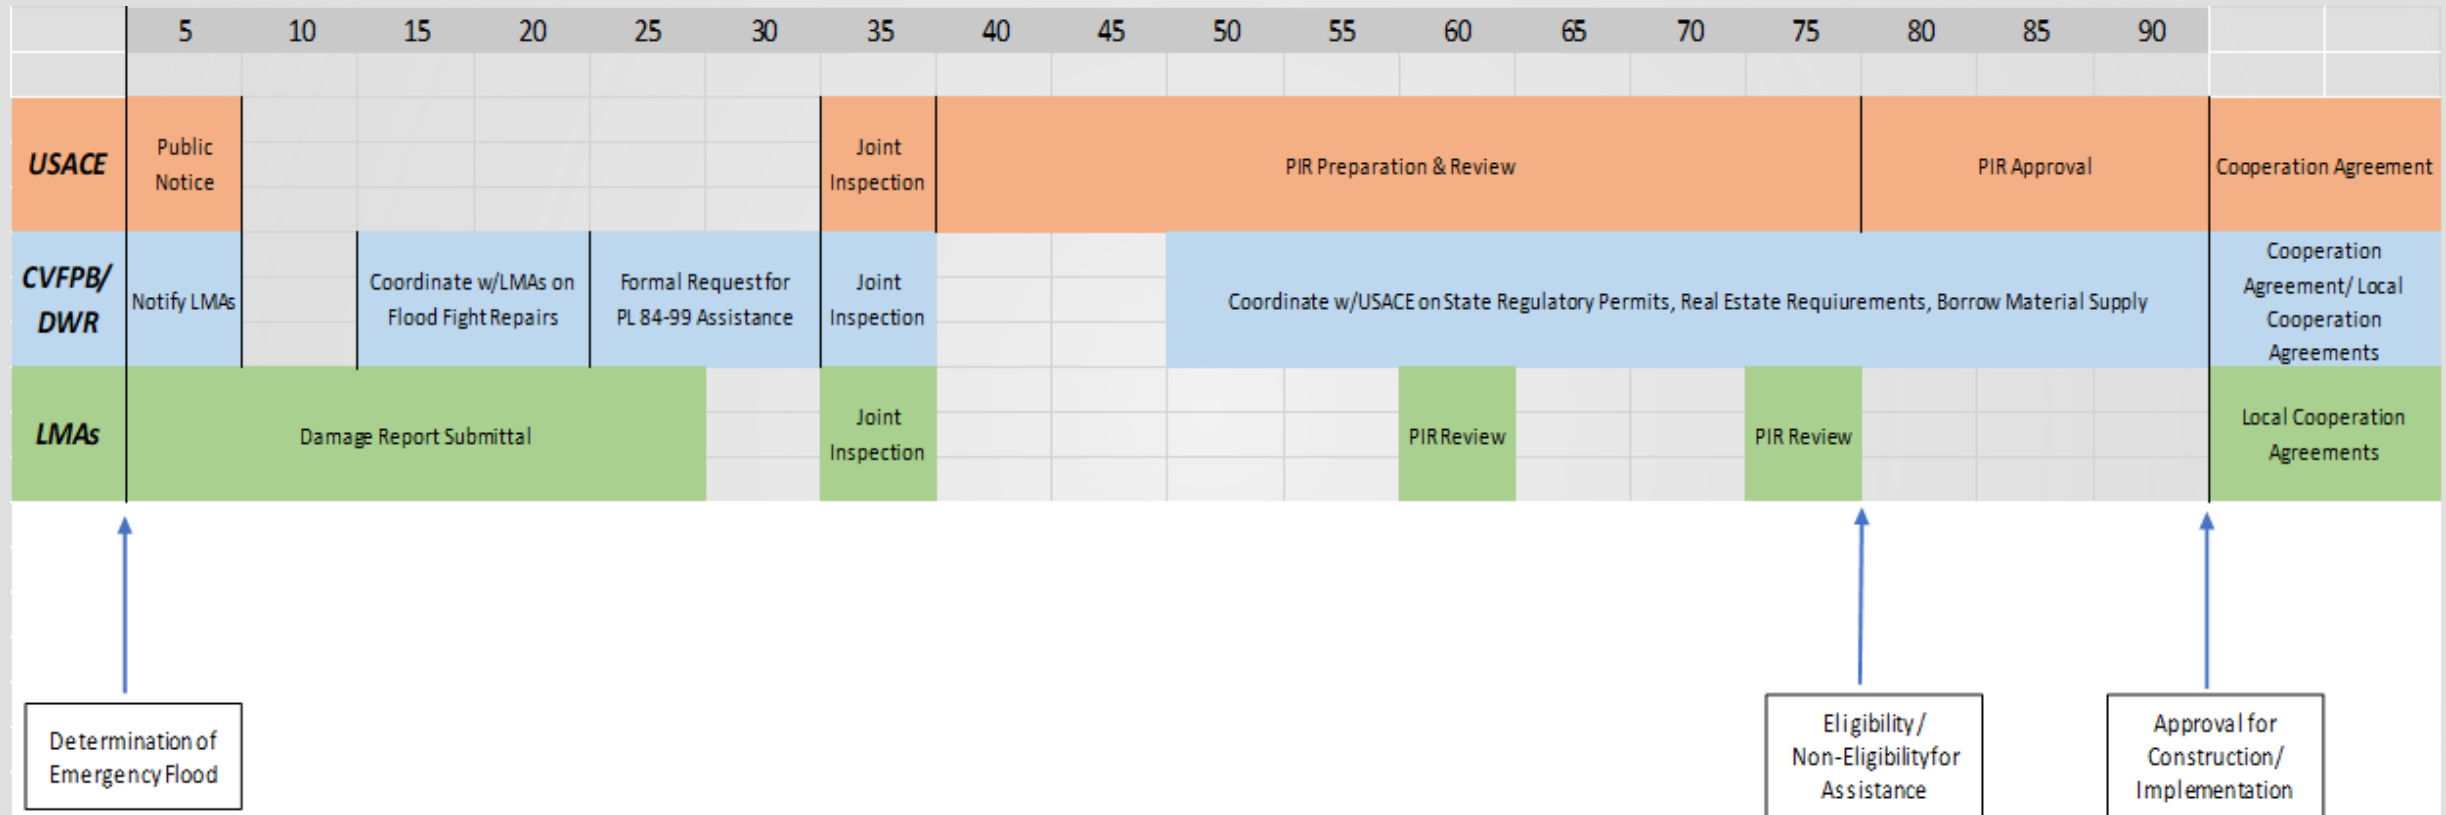 5 10 15 20 25 30 35 40 45 50 55 60 65 70 75 80 85 90
USACE
Public
Notice
Joint
Inspection
PIR Preparation & Review
PIR Approval
Cooperation Agreement
CVFPB/
DWR
Notify LMAs
Coordinate w/LMAs on
Flood Fight Repairs
Formal Request for
PL 84-99 Assistance
Joint
Inspection
Coordinate w/USACE on State Regulatory Permits, Real Estate Requiurements, Borrow Material Supply
Cooperation
Agreement/ Local
Cooperation
Agreements
LMAs
Damage Report Submittal
Joint
Inspection
PIR Review
PIR Review
Local Cooperation
Agreements
Determination of
Emergency Flood
Eligibility/
Non-Eligibility for
Assistance
Approval for
Construction/
Implementation